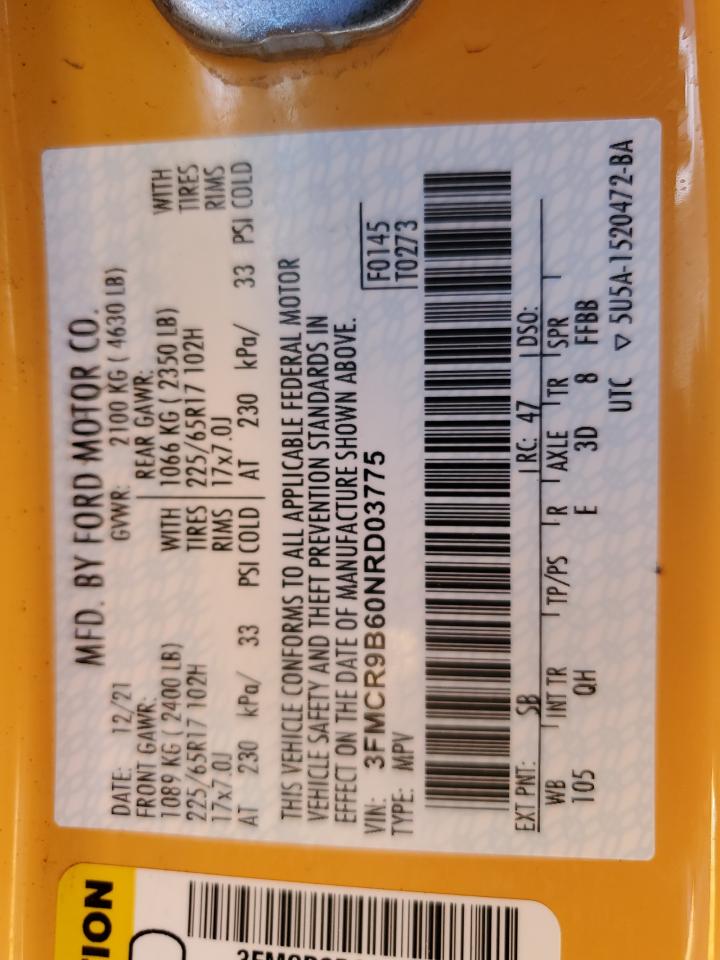 MFD. BY FORD MOTOR CO.
DATE: 12/21 GVWR: 2100 KG ( 4630 LB)
FRONT GAWR: REAR GAWR:
1089 KG ( 2400 LB) WITH 1066 KG ( 2350 LB) WITH
225/65R17 102H TIRES 225/65R17 102H TIRES
17x7.0J RIMS 17x7.0J RIMS
AT 230 kPa/ 33 PSI COLD AT 230 kPa/ 33 PSI COLD
THIS VEHICLE CONFORMS TO ALL APPLICABLE FEDERAL MOTOR
VEHICLE SAFETY AND THEFT PREVENTION STANDARDS IN
EFFECT ON THE DATE OF MANUFACTURE SHOWN ABOVE.
VIN: 3FMCR9B60NRD03775 F0145
TYPE: MPV T0273
EXT PNT: SB RC: 47 DSO:
WB INT TR TP/PS R AXLE TR SPR
105 QH E 3D 8 FFBB
UTC ▽ 5U5A-1520472-BA
TION